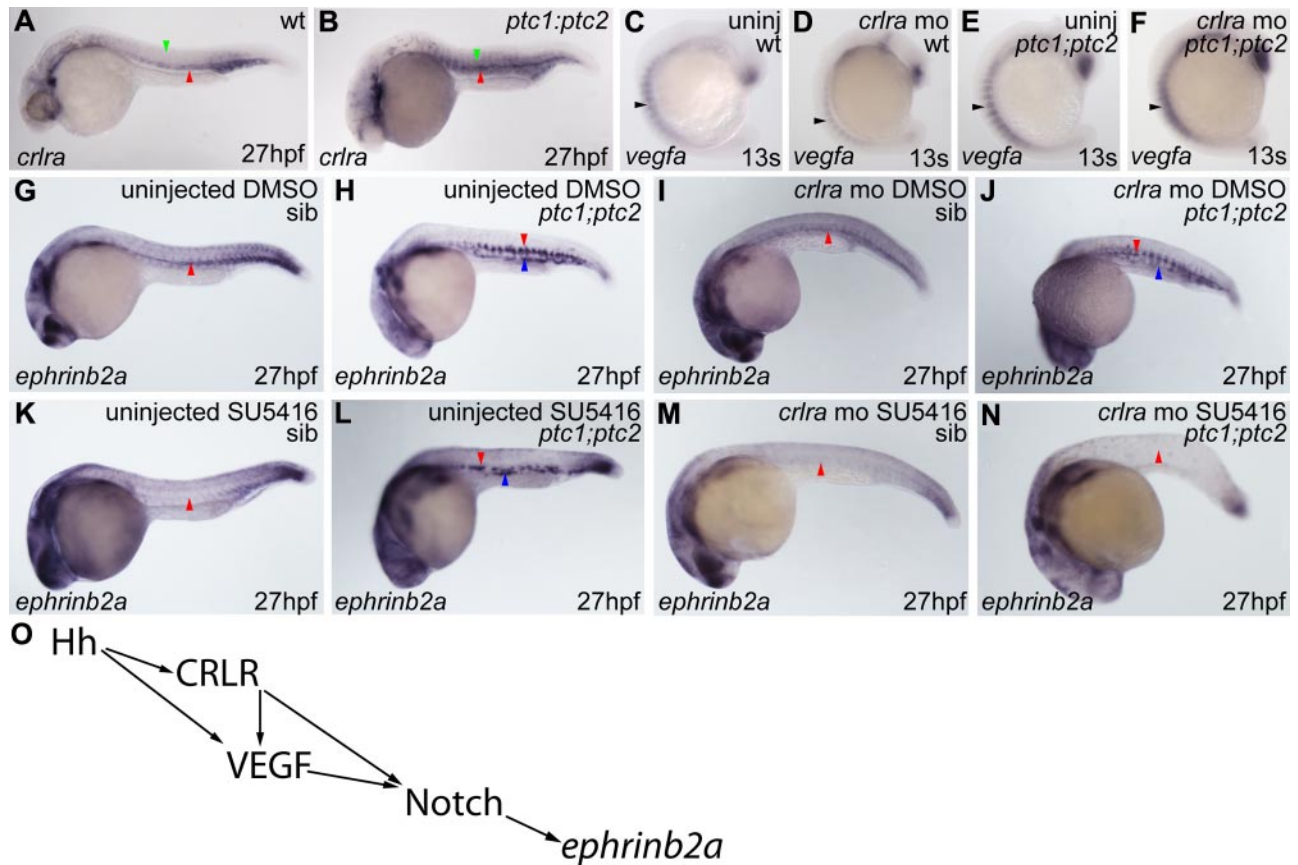 A
wt
crlra
27hpf
B
ptc1:ptc2
crlra
27hpf
C
uninj
wt
vegfa
13s
D
crlra mo
wt
vegfa
13s
E
uninj
ptc1;ptc2
vegfa
13s
F
crlra mo
ptc1;ptc2
vegfa
13s
G
uninjected DMSO
sib
ephrinb2a
27hpf
H
uninjected DMSO
ptc1;ptc2
ephrinb2a
27hpf
I
crlra mo DMSO
sib
ephrinb2a
27hpf
J
crlra mo DMSO
ptc1;ptc2
ephrinb2a
27hpf
K
uninjected SU5416
sib
ephrinb2a
27hpf
L
uninjected SU5416
ptc1;ptc2
ephrinb2a
27hpf
M
crlra mo SU5416
sib
ephrinb2a
27hpf
N
crlra mo SU5416
ptc1;ptc2
ephrinb2a
27hpf
O
Hh
CRLR
VEGF
Notch
ephrinb2a